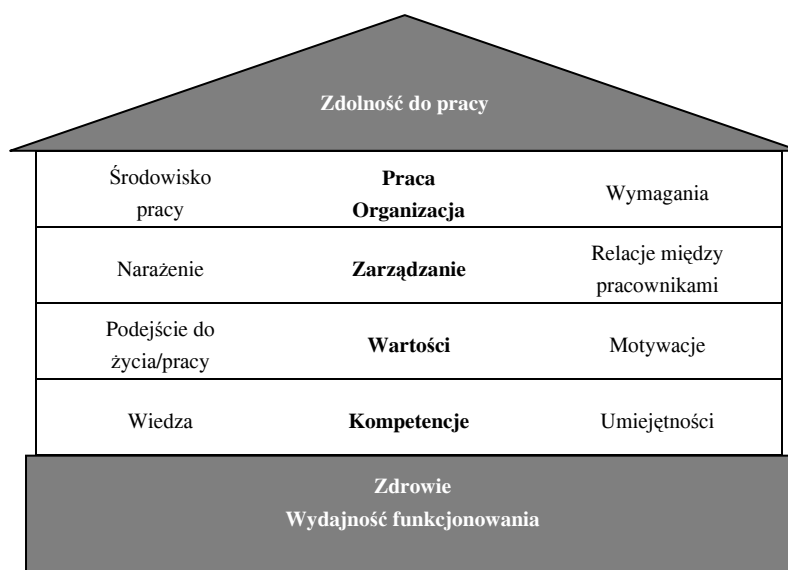 Zdolność do pracy
Środowisko
pracy
Praca
Organizacja
Wymagania
Narażenie
Zarządzanie
Relacje między
pracownikami
Podejście do
życia/pracy
Wartości
Motywacje
Wiedza
Kompetencje
Umiejętności
Zdrowie
Wydajność funkcjonowania